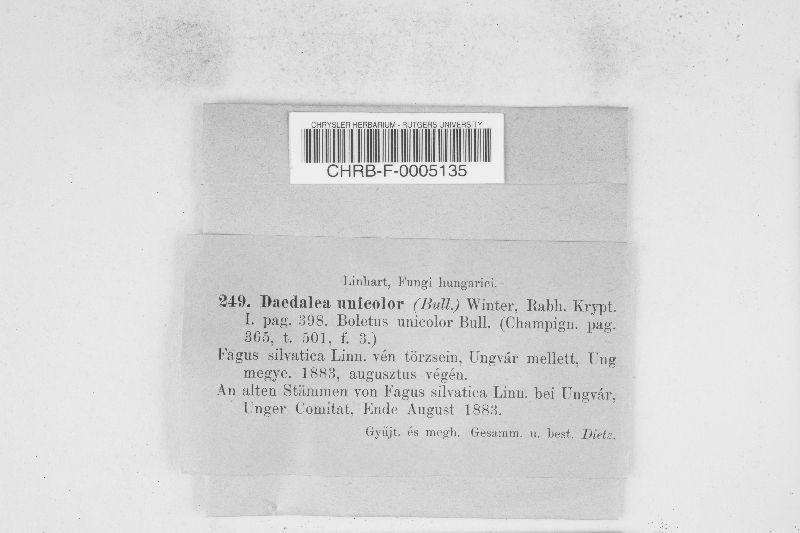 CHRYSLER HERBARIUM - RUTGERS UNIVERSITY
CHRB-F-0005135
Linhart, Fungi hungarici.
249. Daedalea unicolor (Bull.) Winter, Rabh. Krypt.
I. pag. 398. Boletus unicolor Bull. (Champign. pag.
365, t. 501, f. 3.)
Fagus silvatica Linn. vén törzsein, Ungvár mellett, Ung
megye. 1883, augusztus végén.
An alten Stämmen von Fagus silvatica Linn. bei Ungvár,
Unger Comitat, Ende August 1883.
Gyüjt. és megh. Gesamm. u. best. Dietz.